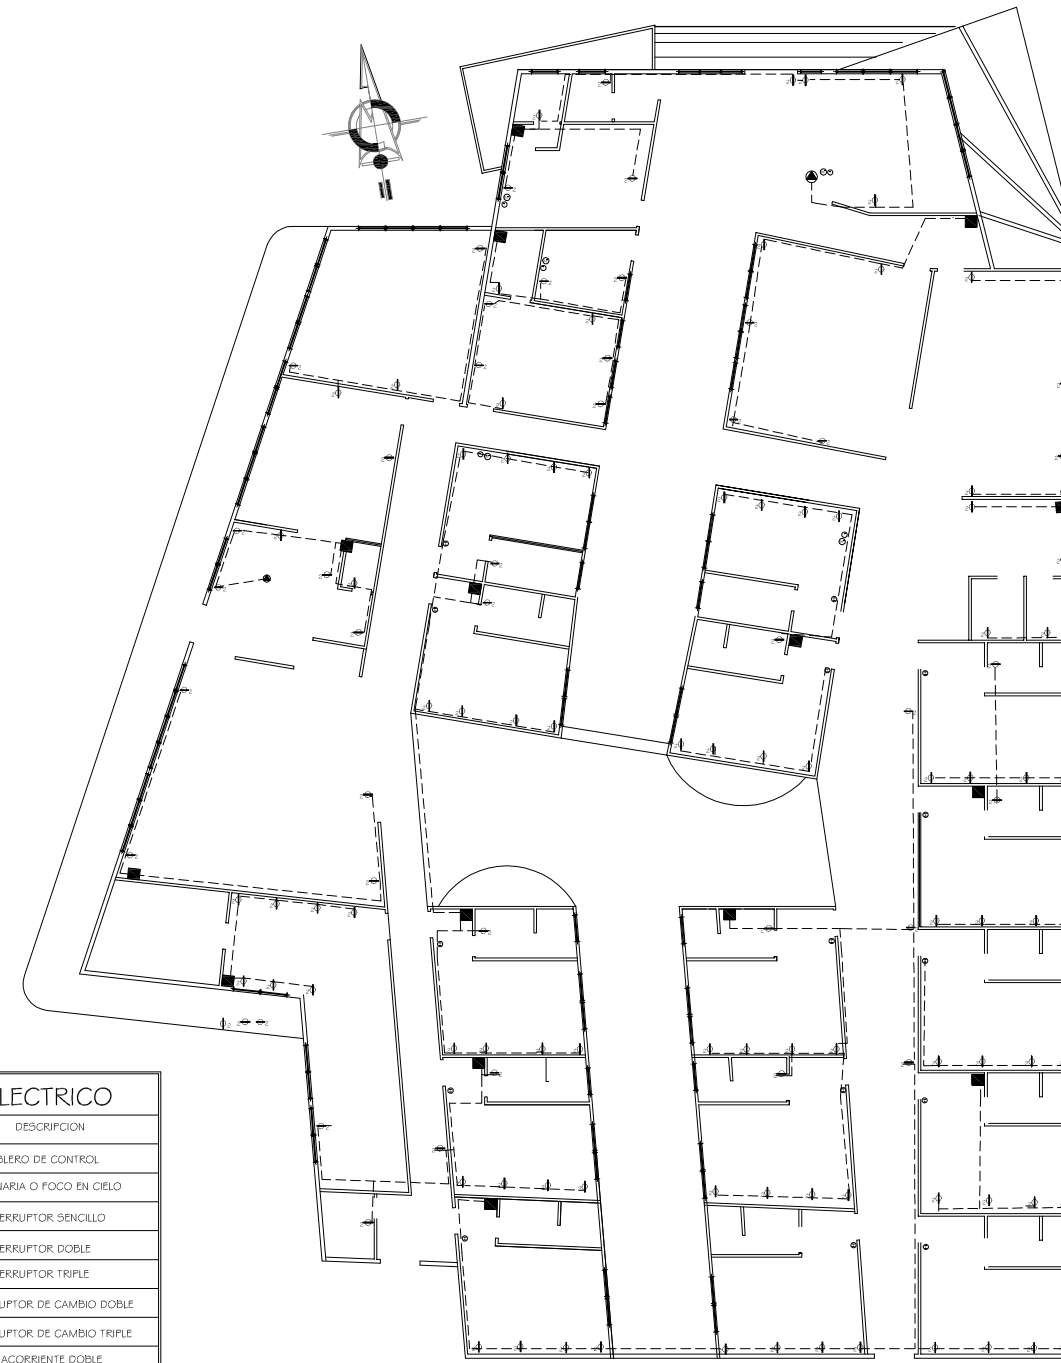 LECTRICO
DESCRIPCION
BLERO DE CONTROL
NARIA O FOCO EN CIELO
ERRUPTOR SENCILLO
ERRUPTOR DOBLE
ERRUPTOR TRIPLE
UPTOR DE CAMBIO DOBLE
UPTOR DE CAMBIO TRIPLE
ACORRIENTE DOBLE